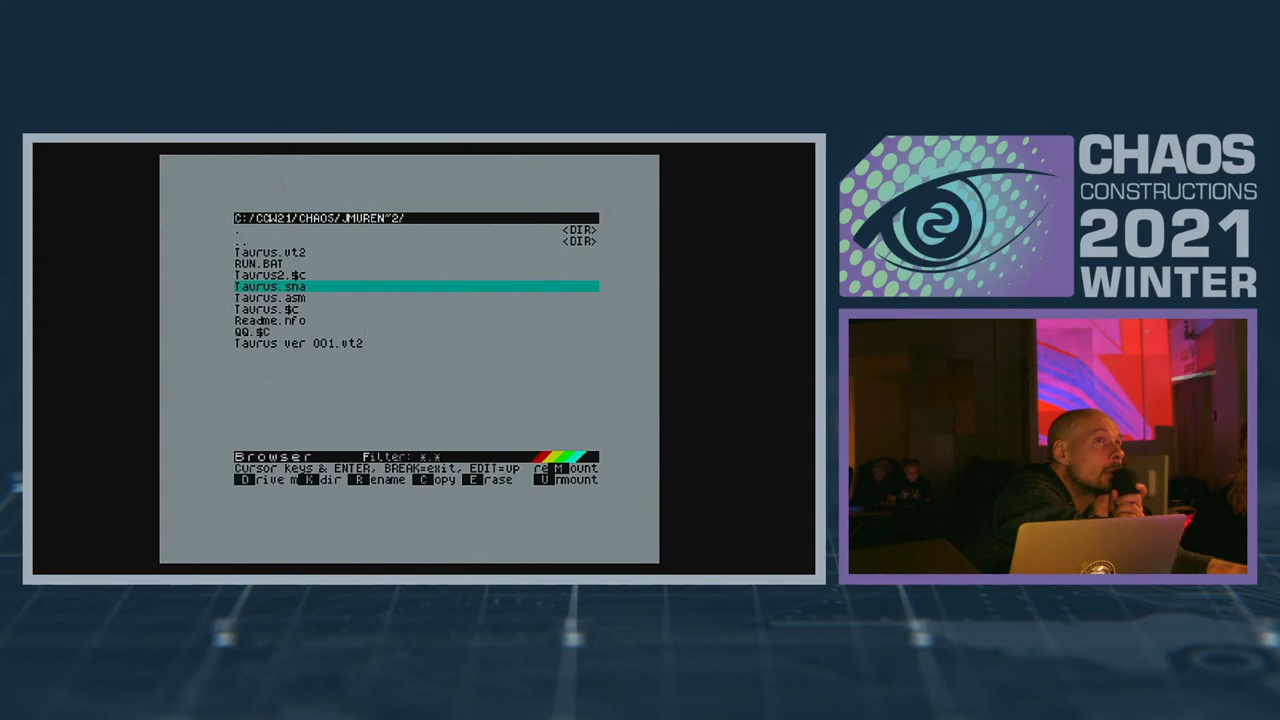 C:/CCW21/CHAOS/JMUREN~2/
. <DIR>
.. <DIR>
Taurus.vt2
RUN.BAT
Taurus2.$c
Taurus.sna
Taurus.asm
Taurus.$c
Readme.nfo
QQ.$C
Taurus ver 001.vt2
Browser Filter: *.*
Cursor keys & ENTER, BREAK=exit, EDIT=up reMount
Drive mKdir Rename Copy Erase Unmount
CHAOS
CONSTRUCTIONS
2021
WINTER